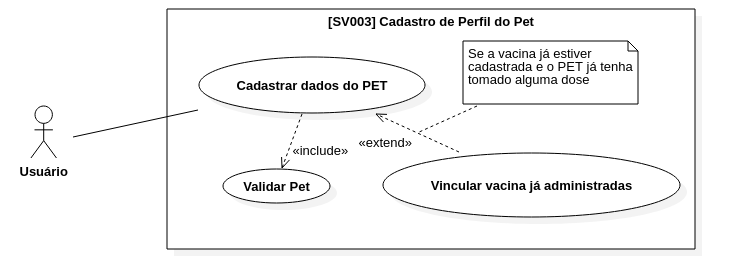 [SV003] Cadastro de Perfil do Pet
Se a vacina já estiver
cadastrada e o PET já tenha
tomado alguma dose
Cadastrar dados do PET
«include»
«extend»
Usuário
Validar Pet
Vincular vacina já administradas